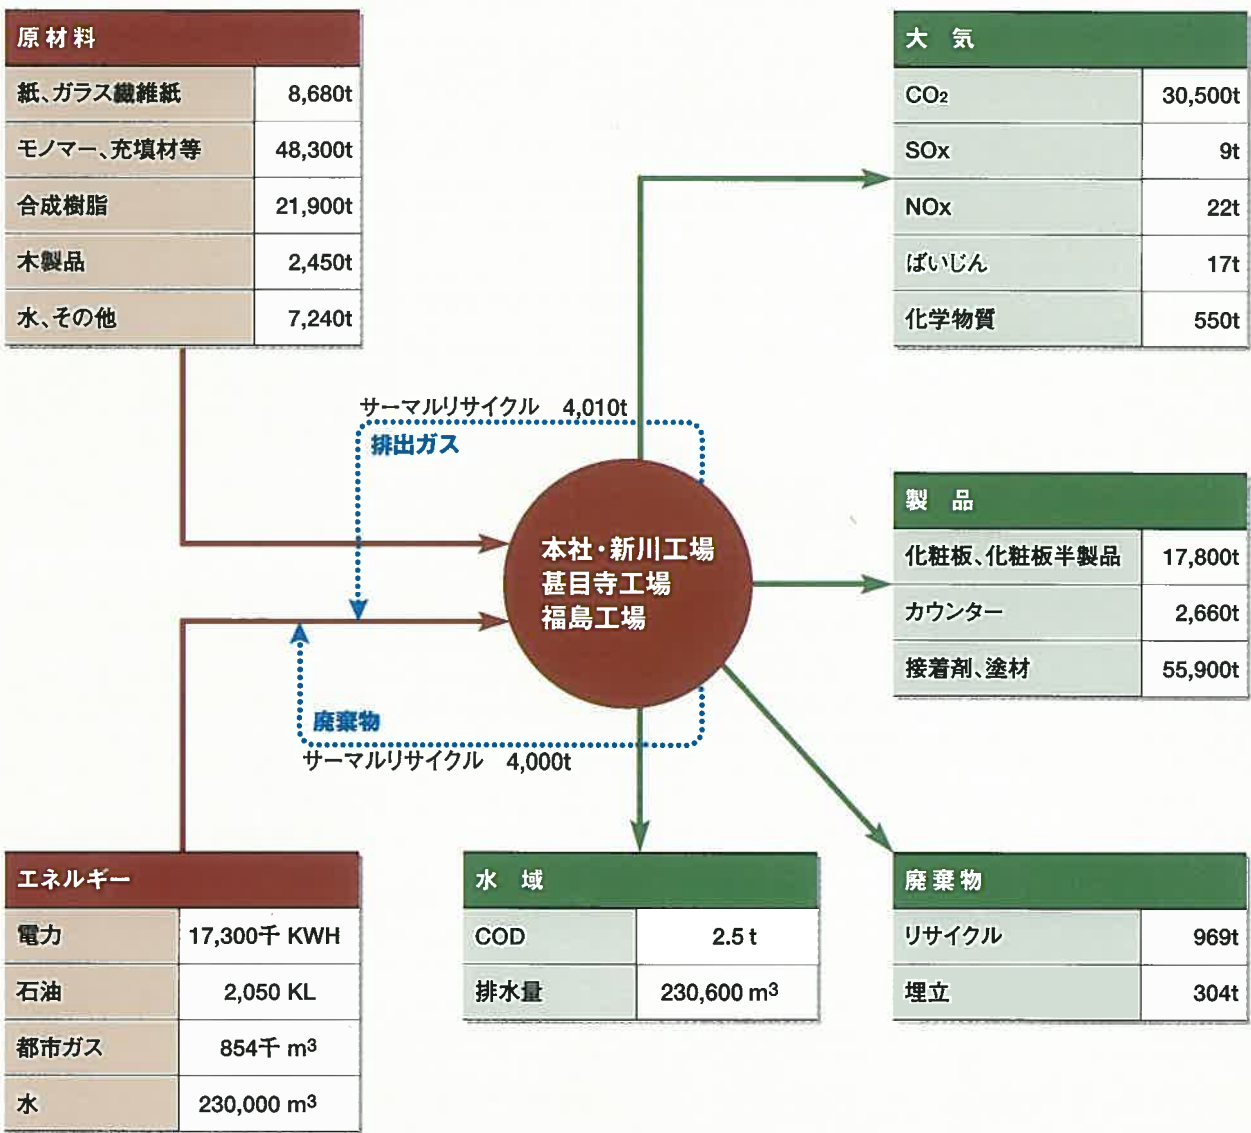 原材料
紙、ガラス繊維紙 8,680t
モノマー、充填材等 48,300t
合成樹脂 21,900t
木製品 2,450t
水、その他 7,240t
大 気
CO₂ 30,500t
SOx 9t
NOx 22t
ばいじん 17t
化学物質 550t
サーマルリサイクル 4,010t
排出ガス
本社・新川工場
甚目寺工場
福島工場
製 品
化粧板、化粧板半製品 17,800t
カウンター 2,660t
接着剤、塗材 55,900t
廃棄物
サーマルリサイクル 4,000t
エネルギー
電力 17,300千 KWH
石油 2,050 KL
都市ガス 854千 m³
水 230,000 m³
水 域
COD 2.5 t
排水量 230,600 m³
廃棄物
リサイクル 969t
埋立 304t